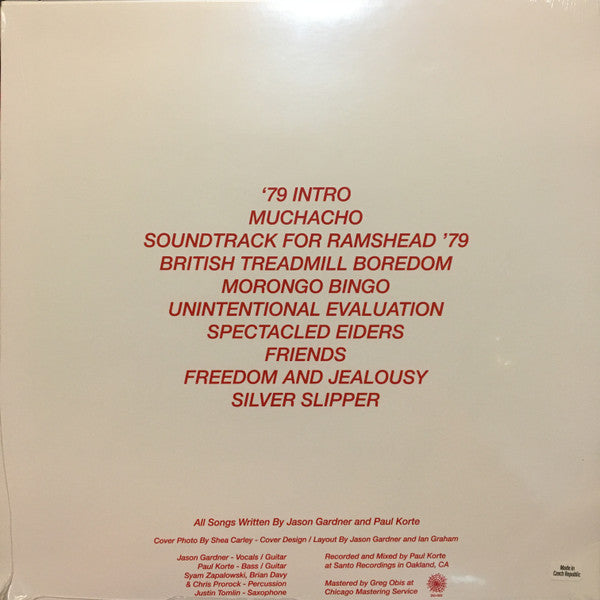 ‘79 INTRO
MUCHACHO
SOUNDTRACK FOR RAMSHEAD ’79
BRITISH TREADMILL BOREDOM
MORONGO BINGO
UNINTENTIONAL EVALUATION
SPECTACLED EIDERS
FRIENDS
FREEDOM AND JEALOUSY
SILVER SLIPPER
All Songs Written By Jason Gardner and Paul Korte
Cover Photo By Shea Carley - Cover Design / Layout By Jason Gardner and Ian Graham
Jason Gardner - Vocals / Guitar
Paul Korte - Bass / Guitar
Syam Zapalowski, Brian Davy
& Chris Prorock - Percussion
Justin Tomlin - Saxophone
Recorded and Mixed by Paul Korte
at Santo Recordings in Oakland, CA
Mastered by Greg Obis at
Chicago Mastering Service
Made in
Czech Republic